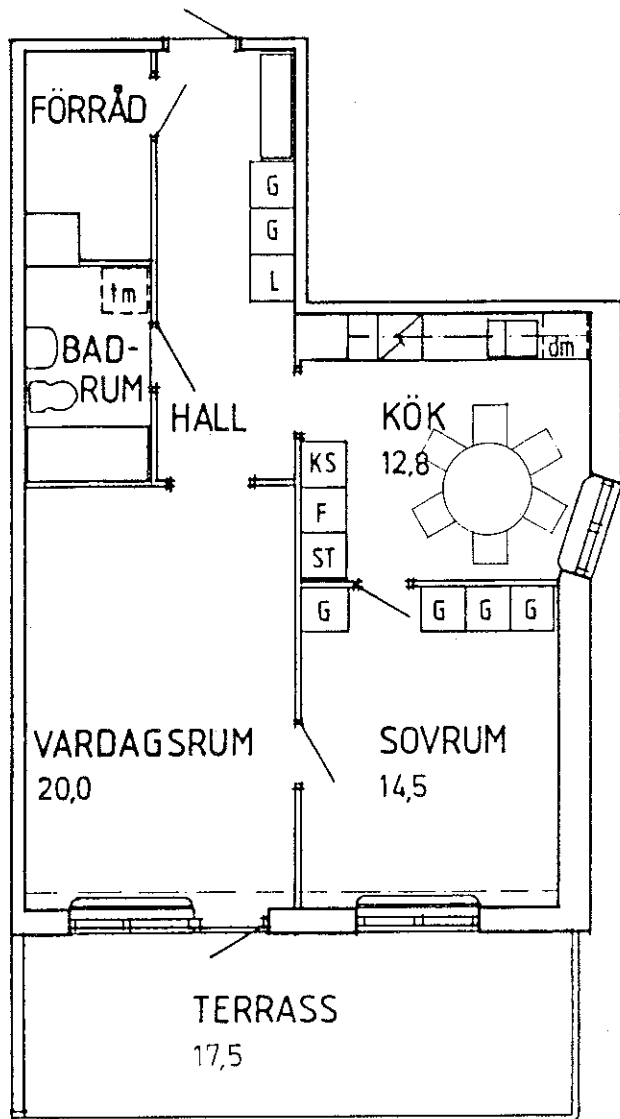 FÖRRÅD
G
G
L
tm
BAD-
RUM
HALL
dm
KÖK
12,8
KS
F
ST
G
G G G
VARDAGSRUM
20,0
SOVRUM
14,5
TERRASS
17,5